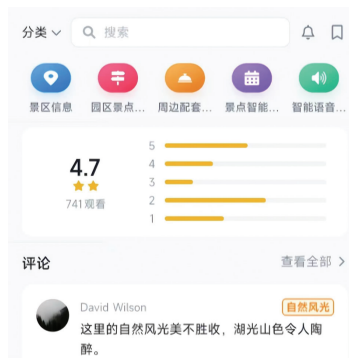 分类
搜索
景区信息
园区景点...
周边配套...
景点智能...
智能语音...
5
4.7
4
3
2
741观看
1
评论
查看全部
David Wilson
自然风光
这里的自然风光美不胜收，湖光山色令人陶
醉。